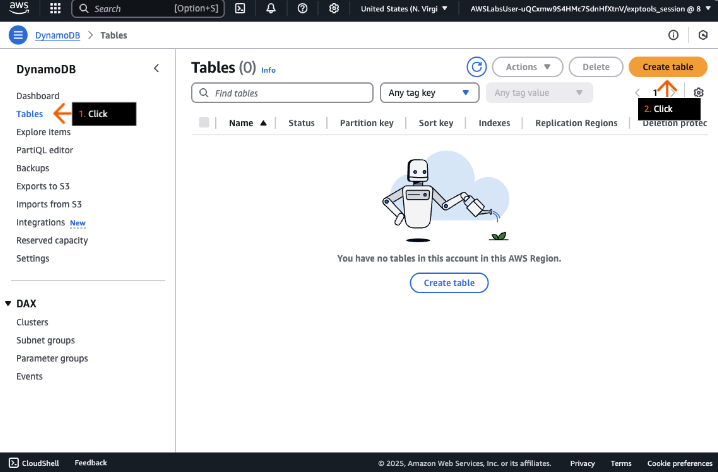 aws
Search [Option+S] United States (N. Virgi AWSLabsUser-uQCxmw9S4HMc7SdnHfXtnV/exptools_session @ 8
DynamoDB > Tables
DynamoDB
Dashboard
Tables
1. Click
Explore items
PartiQL editor
Backups
Exports to S3
Imports from S3
Integrations New
Reserved capacity
Settings
DAX
Clusters
Subnet groups
Parameter groups
Events
Tables (0) Info
Actions Delete Create table
Find tables Any tag key Any tag value 1
2. Click
Name Status Partition key Sort key Indexes Replication Regions Deletion protec
You have no tables in this account in this AWS Region.
Create table
CloudShell Feedback © 2025, Amazon Web Services, Inc. or its affiliates. Privacy Terms Cookie preferences